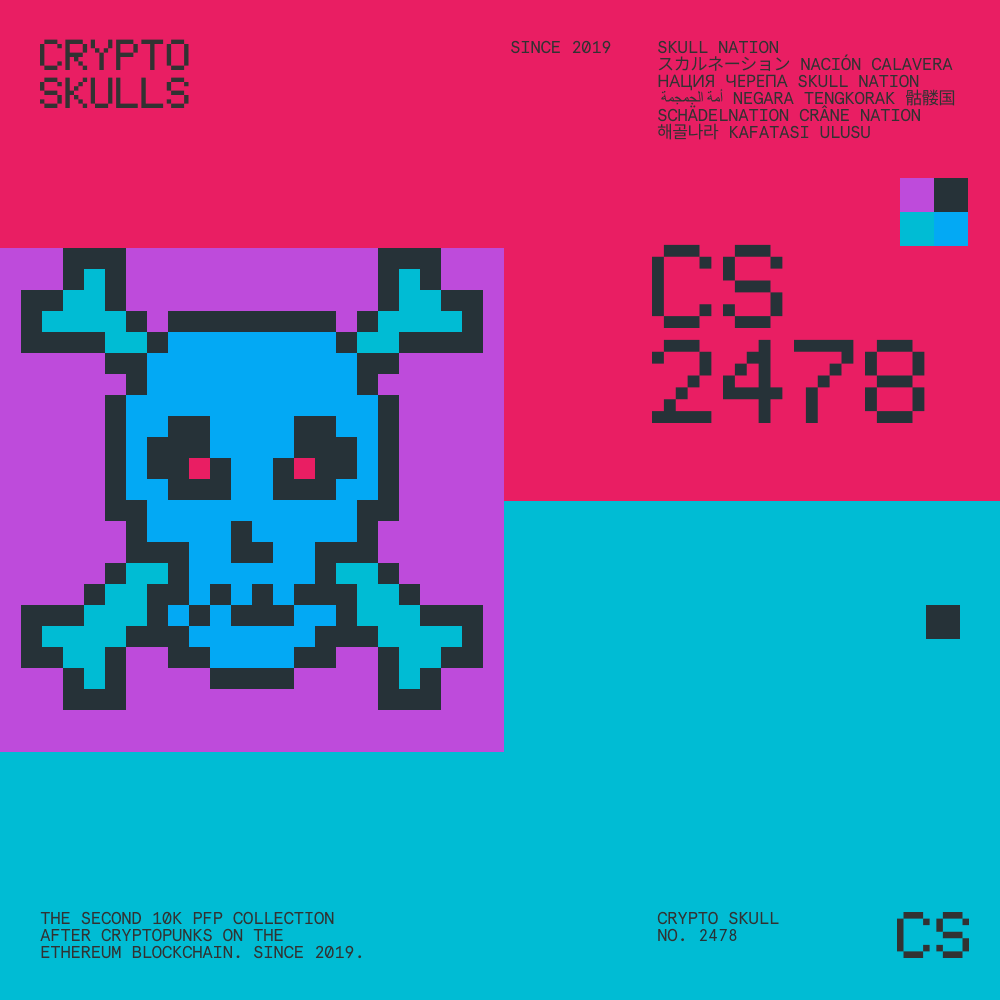 CRYPTO
SKULLS
SINCE 2019
SKULL NATION
スカルネーション NACIÓN CALAVERA
НАЦИЯ ЧЕРЕПА SKULL NATION
أمة الجمجمة NEGARA TENGKORAK 骷髅国
SCHÄDELNATION CRÂNE NATION
해골나라 KAFATASI ULUSU
CS
2478
THE SECOND 10K PFP COLLECTION
AFTER CRYPTOPUNKS ON THE
ETHEREUM BLOCKCHAIN. SINCE 2019.
CRYPTO SKULL
NO. 2478
CS